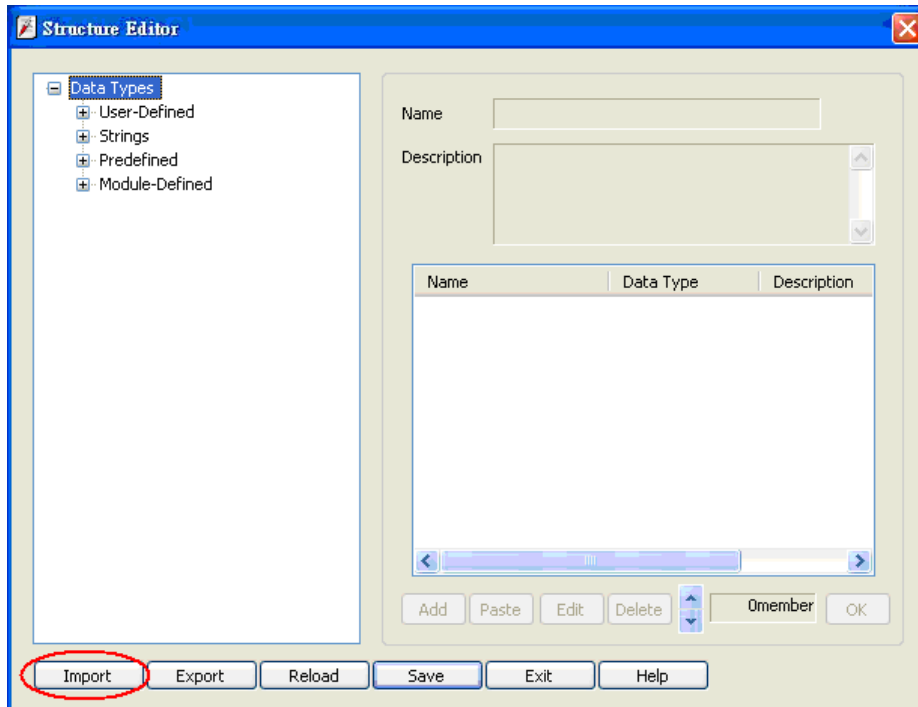 Structure Editor
Data Types
User-Defined
Strings
Predefined
Module-Defined
Name
Description
Name Data Type Description
Add Paste Edit Delete 0member OK
Import Export Reload Save Exit Help